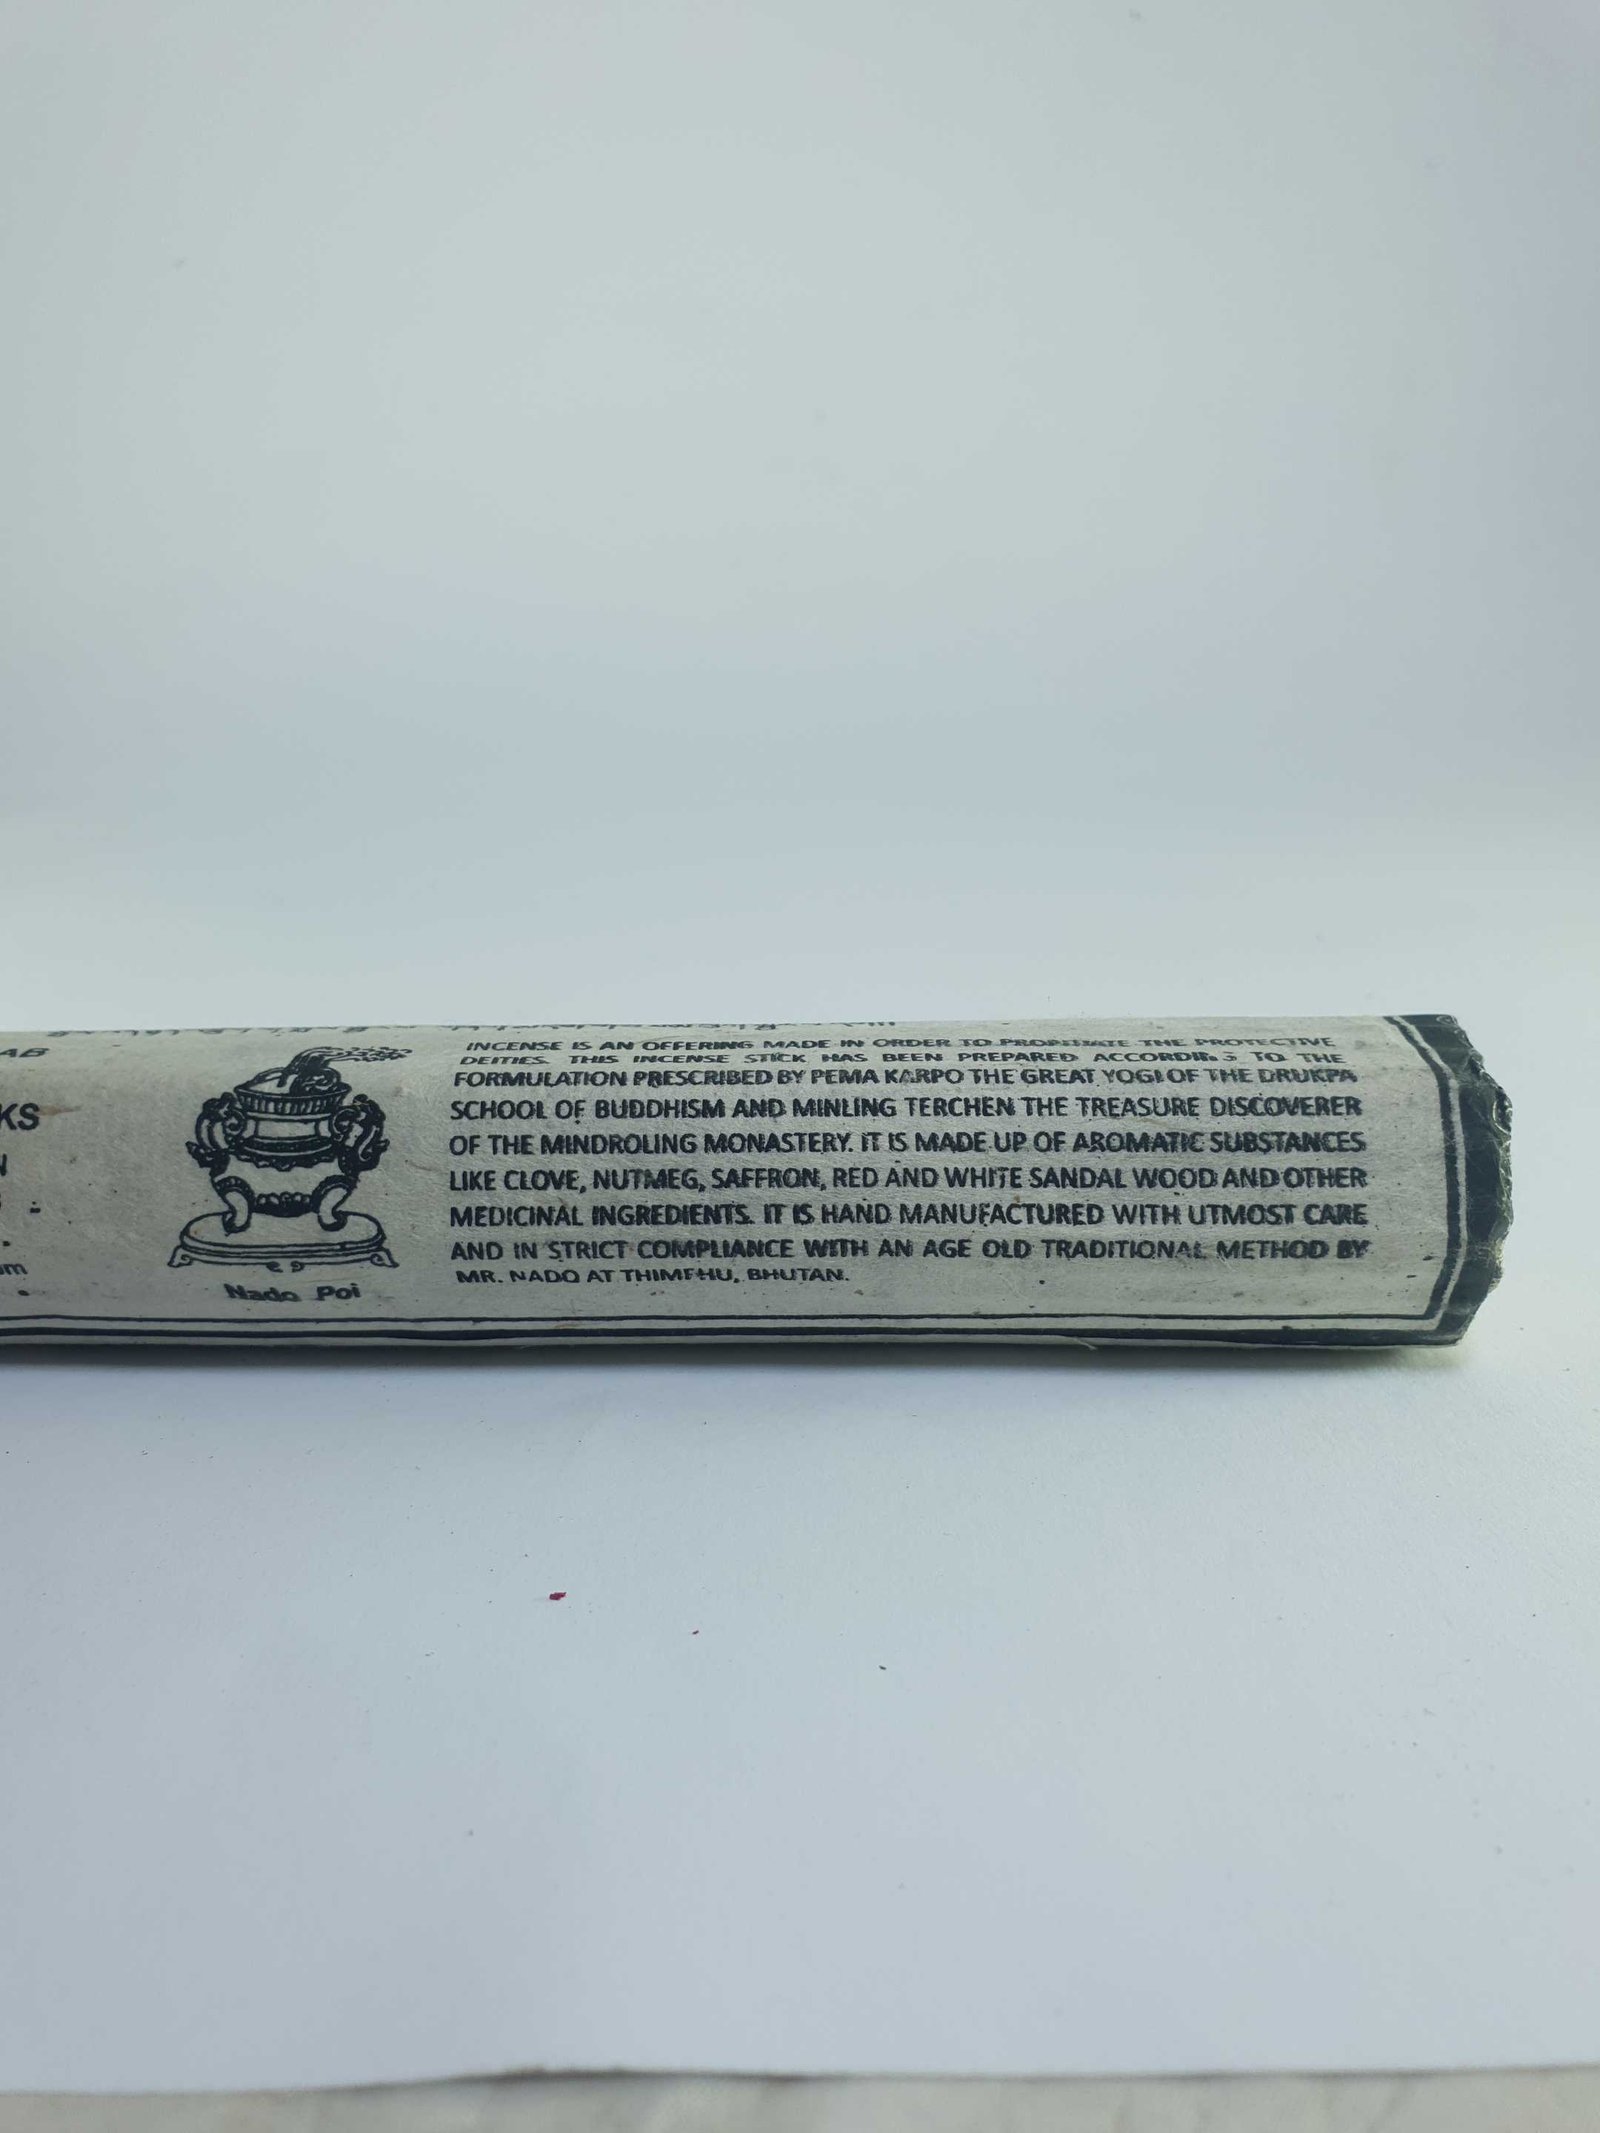 AB
KS
um
Nado Poi
INCENSE IS AN OFFERING MADE IN ORDER TO PROPITIATE THE PROTECTIVE
DEITIES. THIS INCENSE STICK HAS BEEN PREPARED ACCORDING TO THE
FORMULATION PRESCRIBED BY PEMA KARPO THE GREAT YOGI OF THE DRUKPA
SCHOOL OF BUDDHISM AND MINLING TERCHEN THE TREASURE DISCOVERER
OF THE MINDROLING MONASTERY. IT IS MADE UP OF AROMATIC SUBSTANCES
LIKE CLOVE, NUTMEG, SAFFRON, RED AND WHITE SANDAL WOOD AND OTHER
MEDICINAL INGREDIENTS. IT IS HAND MANUFACTURED WITH UTMOST CARE
AND IN STRICT COMPLIANCE WITH AN AGE OLD TRADITIONAL METHOD BY
MR. NADO AT THIMPHU, BHUTAN.